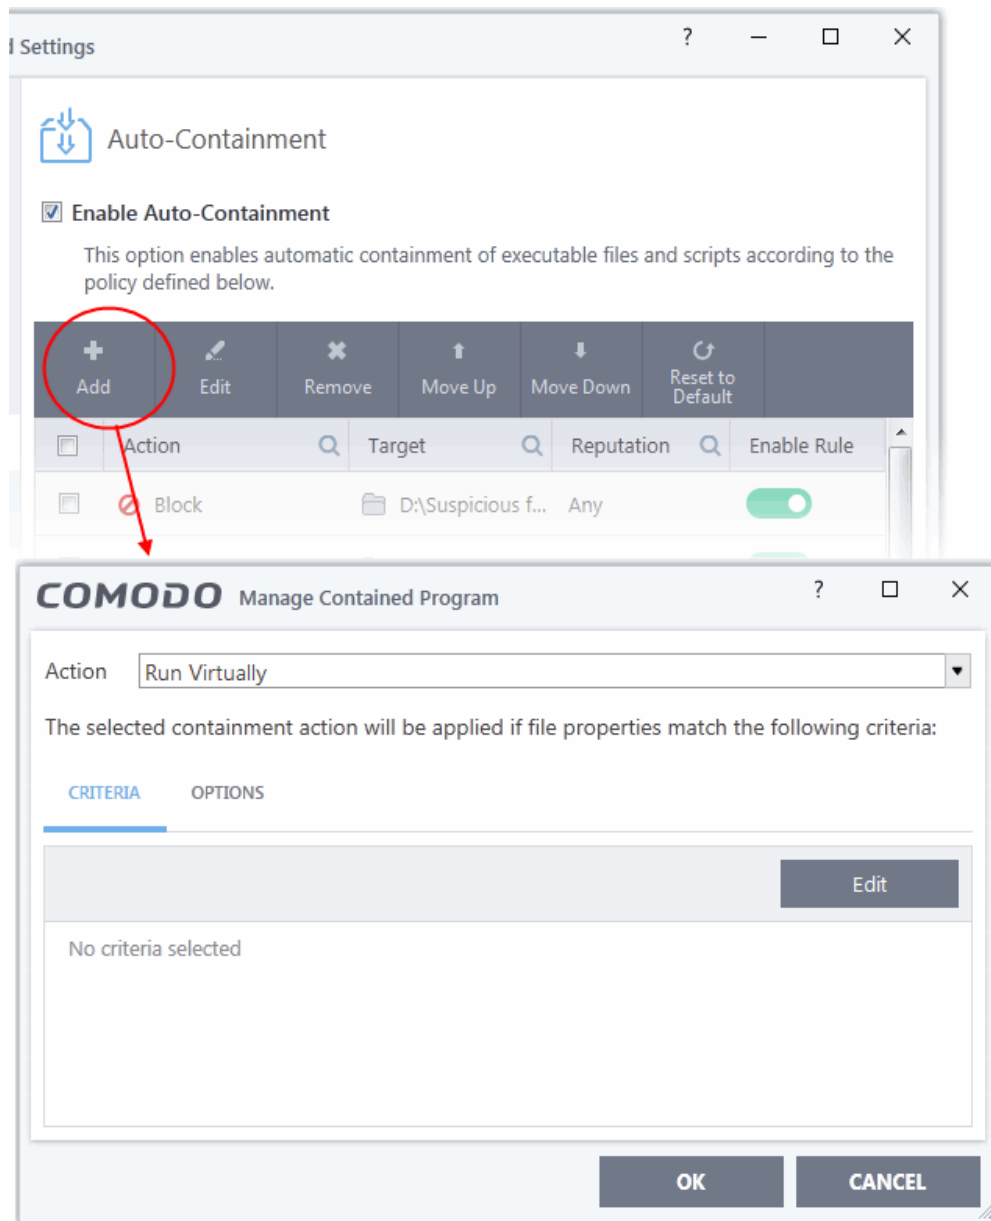 d Settings
?
Auto-Containment
Enable Auto-Containment
This option enables automatic containment of executable files and scripts according to the
policy defined below.
Add Edit Remove Move Up Move Down Reset to
Default
Action Target Reputation Enable Rule
Block D:\Suspicious f... Any
COMODO Manage Contained Program ?
Action Run Virtually
The selected containment action will be applied if file properties match the following criteria:
CRITERIA OPTIONS
Edit
No criteria selected
OK CANCEL